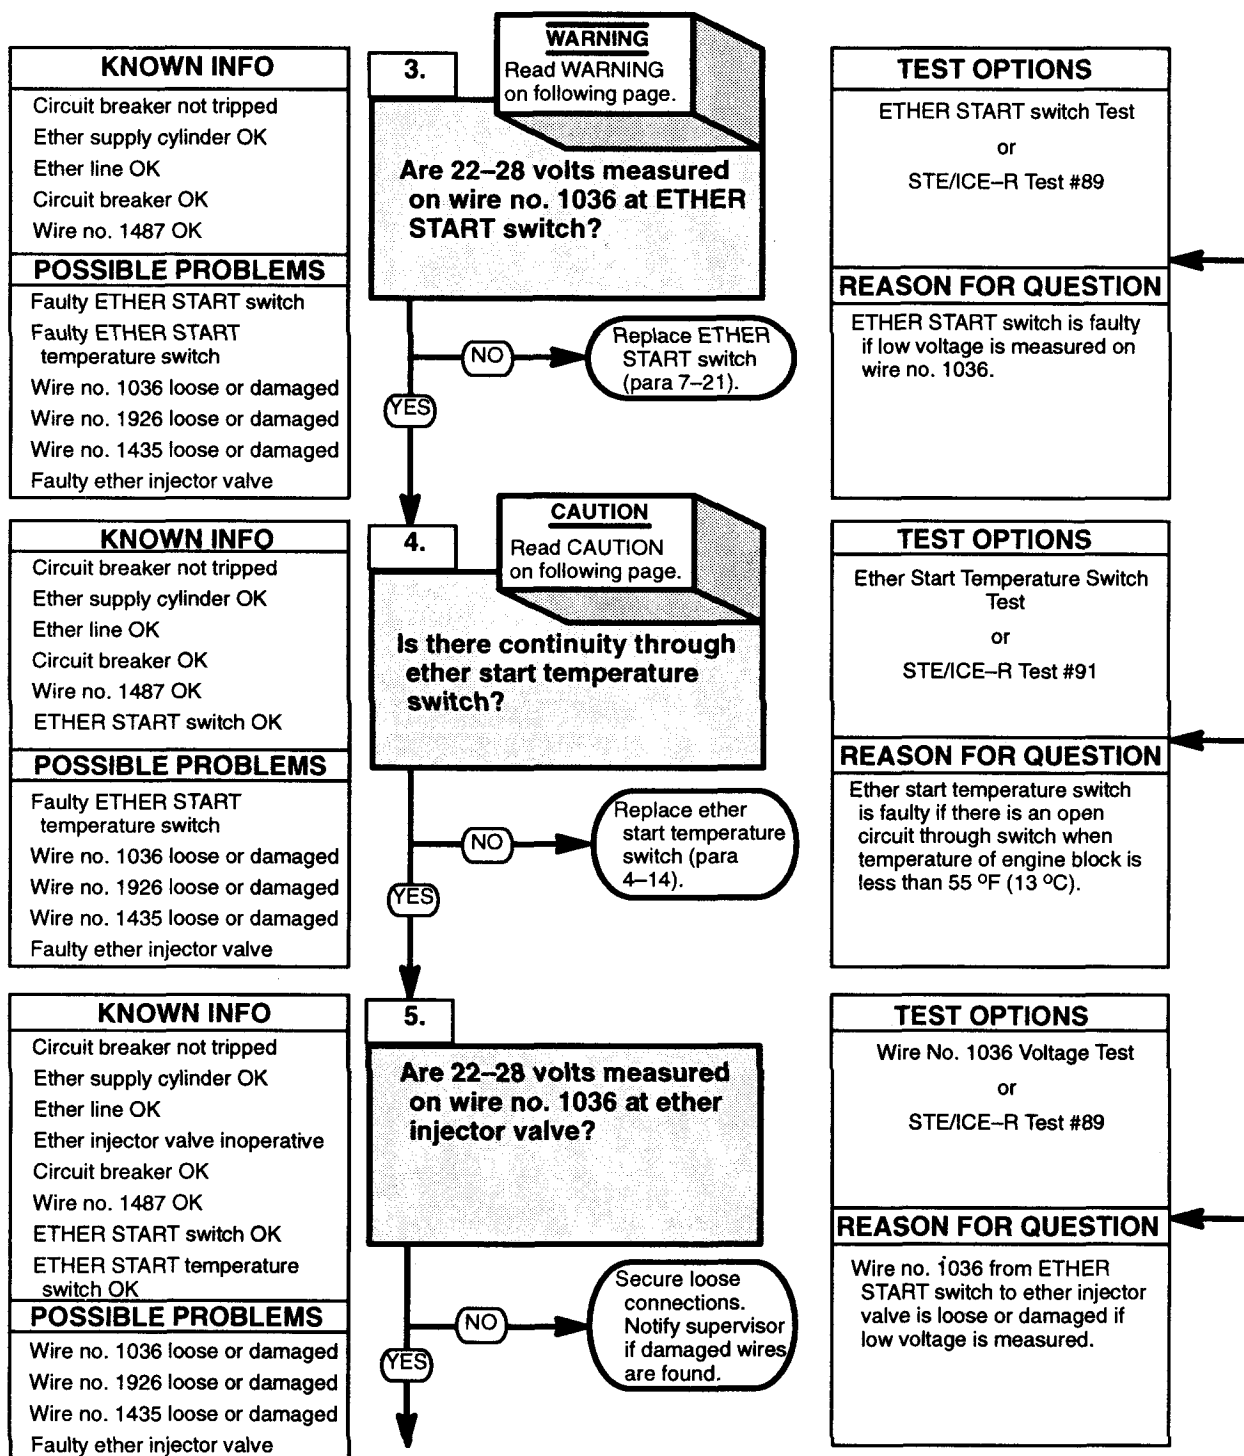 KNOWN INFO
Circuit breaker not tripped
Ether supply cylinder OK
Ether line OK
Circuit breaker OK
Wire no. 1487 OK
POSSIBLE PROBLEMS
Faulty ETHER START switch
Faulty ETHER START
temperature switch
Wire no. 1036 loose or damaged
Wire no. 1926 loose or damaged
Wire no. 1435 loose or damaged
Faulty ether injector valve
3.
WARNING
Read WARNING
on following page.
Are 22–28 volts measured
on wire no. 1036 at ETHER
START switch?
NO
Replace ETHER
START switch
(para 7–21).
YES
TEST OPTIONS
ETHER START switch Test
or
STE/ICE–R Test #89
REASON FOR QUESTION
ETHER START switch is faulty
if low voltage is measured on
wire no. 1036.
KNOWN INFO
Circuit breaker not tripped
Ether supply cylinder OK
Ether line OK
Circuit breaker OK
Wire no. 1487 OK
ETHER START switch OK
POSSIBLE PROBLEMS
Faulty ETHER START
temperature switch
Wire no. 1036 loose or damaged
Wire no. 1926 loose or damaged
Wire no. 1435 loose or damaged
Faulty ether injector valve
4.
CAUTION
Read CAUTION
on following page.
Is there continuity through
ether start temperature
switch?
NO
Replace ether
start temperature
switch (para
4–14).
YES
TEST OPTIONS
Ether Start Temperature Switch
Test
or
STE/ICE–R Test #91
REASON FOR QUESTION
Ether start temperature switch
is faulty if there is an open
circuit through switch when
temperature of engine block is
less than 55 ºF (13 ºC).
KNOWN INFO
Circuit breaker not tripped
Ether supply cylinder OK
Ether line OK
Ether injector valve inoperative
Circuit breaker OK
Wire no. 1487 OK
ETHER START switch OK
ETHER START temperature
switch OK
POSSIBLE PROBLEMS
Wire no. 1036 loose or damaged
Wire no. 1926 loose or damaged
Wire no. 1435 loose or damaged
Faulty ether injector valve
5.
Are 22–28 volts measured
on wire no. 1036 at ether
injector valve?
NO
Secure loose
connections.
Notify supervisor
if damaged wires
are found.
YES
TEST OPTIONS
Wire No. 1036 Voltage Test
or
STE/ICE–R Test #89
REASON FOR QUESTION
Wire no. 1036 from ETHER
START switch to ether injector
valve is loose or damaged if
low voltage is measured.